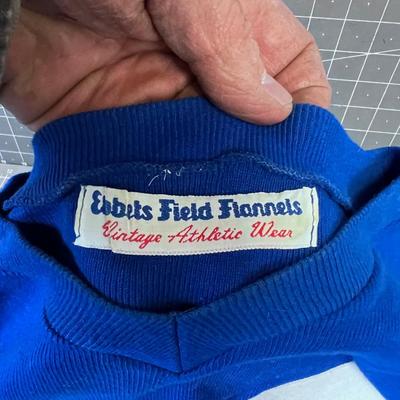 Ebbets Field Flannels
Vintage Athletic Wear